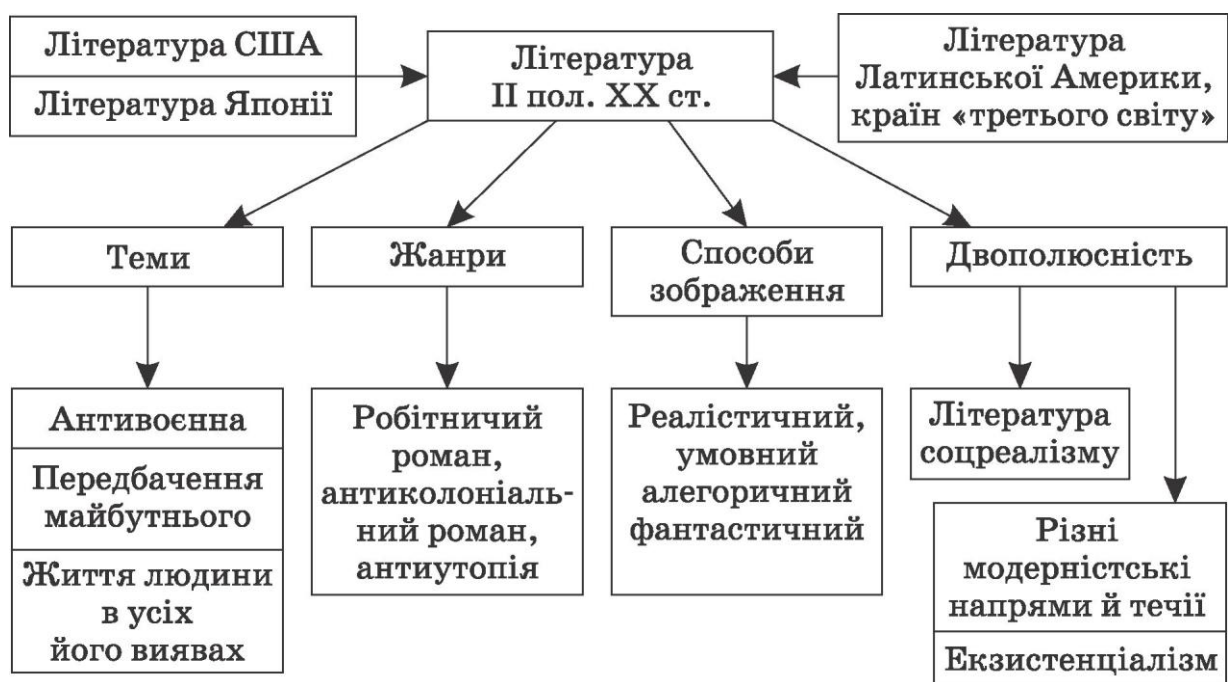 Література США
Література Японії
Література
ІІ пол. ХХ ст.
Література
Латинської Америки,
країн «третього світу»
Теми
Жанри
Способи
зображення
Двополюсність
Антивоєнна
Передбачення
майбутнього
Життя людини
в усіх
його виявах
Робітничий
роман,
антиколоніаль-
ний роман,
антиутопія
Реалістичний,
умовний
алегоричний
фантастичний
Література
соцреалізму
Різні
модерністські
напрями й течії
Екзистенціалізм